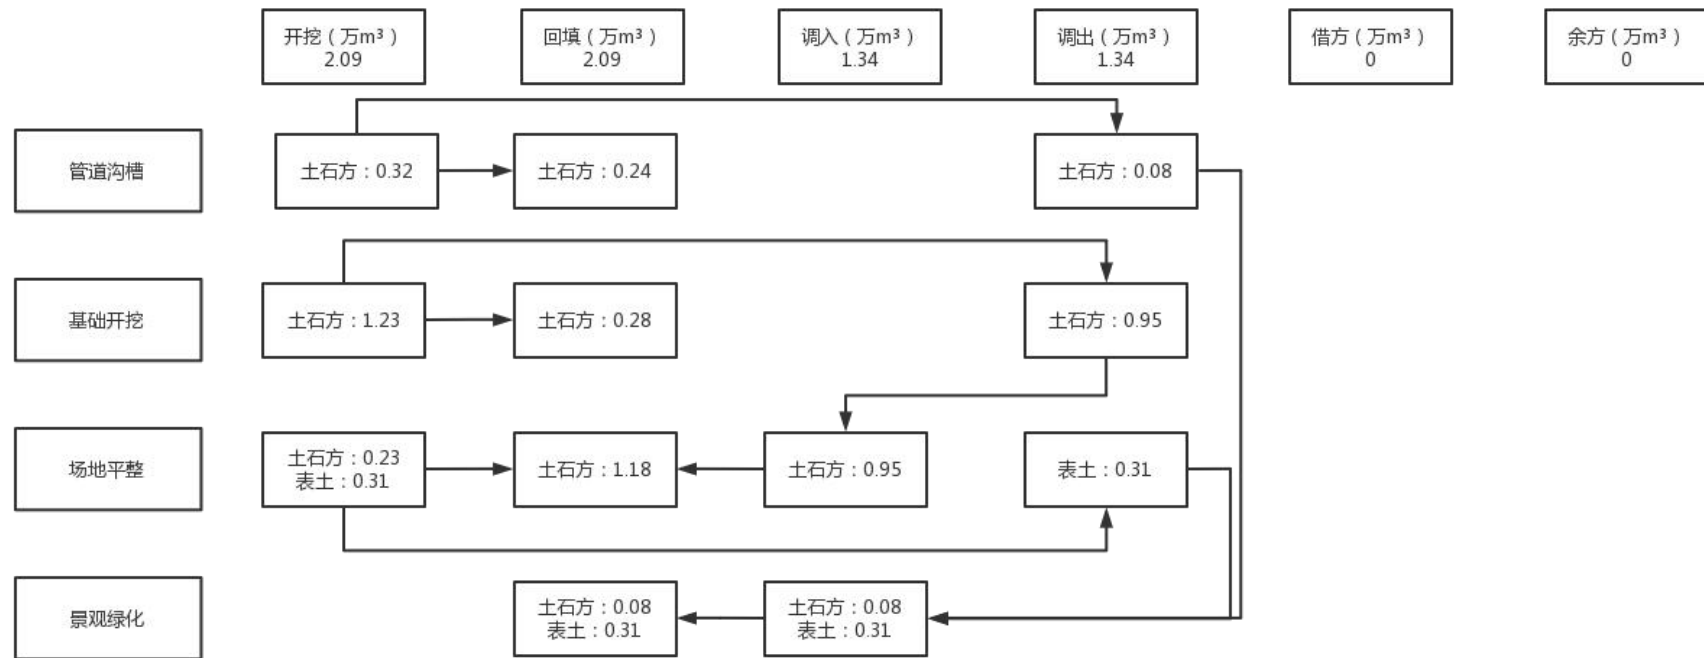 开挖（万m³）
2.09
回填（万m³）
2.09
调入（万m³）
1.34
调出（万m³）
1.34
借方（万m³）
0
余方（万m³）
0
管道沟槽
土石方：0.32
土石方：0.24
土石方：0.08
基础开挖
土石方：1.23
土石方：0.28
土石方：0.95
场地平整
土石方：0.23
表土：0.31
土石方：1.18
土石方：0.95
表土：0.31
景观绿化
土石方：0.08
表土：0.31
土石方：0.08
表土：0.31